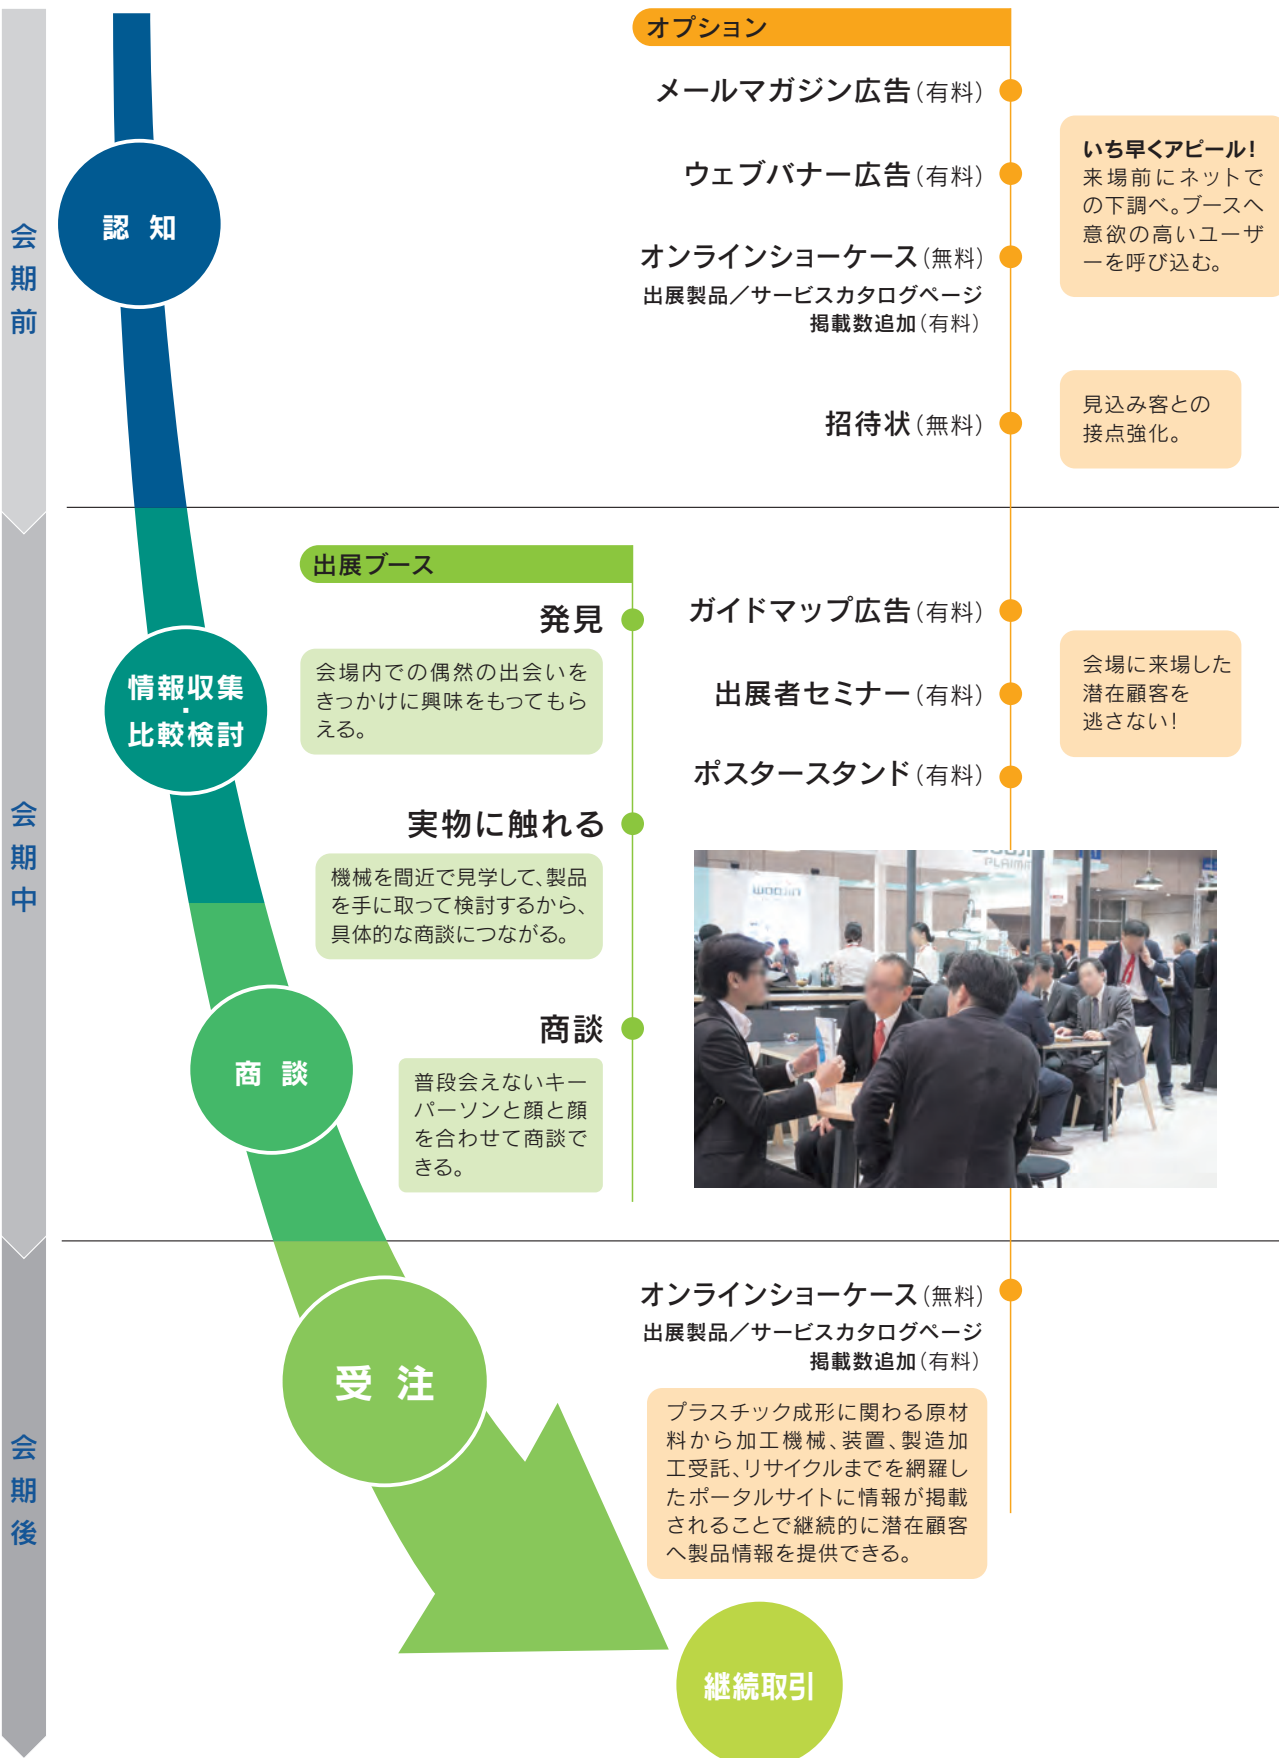 会期前
認 知
オプション
メールマガジン広告(有料)
ウェブバナー広告(有料)
オンラインショーケース(無料)
出展製品／サービスカタログページ
掲載数追加(有料)
招待状(無料)
いち早くアピール！
来場前にネットで
の下調べ。ブースへ
意欲の高いユーザ
ーを呼び込む。
見込み客との
接点強化。
会期中
情報収集
・
比較検討
商 談
出展ブース
発見
会場内での偶然の出会いを
きっかけに興味をもってもら
える。
実物に触れる
機械を間近で見学して、製品
を手に取って検討するから、
具体的な商談につながる。
商談
普段会えないキー
パーソンと顔と顔
を合わせて商談で
きる。
ガイドマップ広告(有料)
出展者セミナー(有料)
ポスタースタンド(有料)
会場に来場した
潜在顧客を
逃さない！
PLAIMM
会期後
受 注
オンラインショーケース(無料)
出展製品／サービスカタログページ
掲載数追加(有料)
プラスチック成形に関わる原材
料から加工機械、装置、製造加
工受託、リサイクルまでを網羅し
たポータルサイトに情報が掲載
されることで継続的に潜在顧客
へ製品情報を提供できる。
継続取引